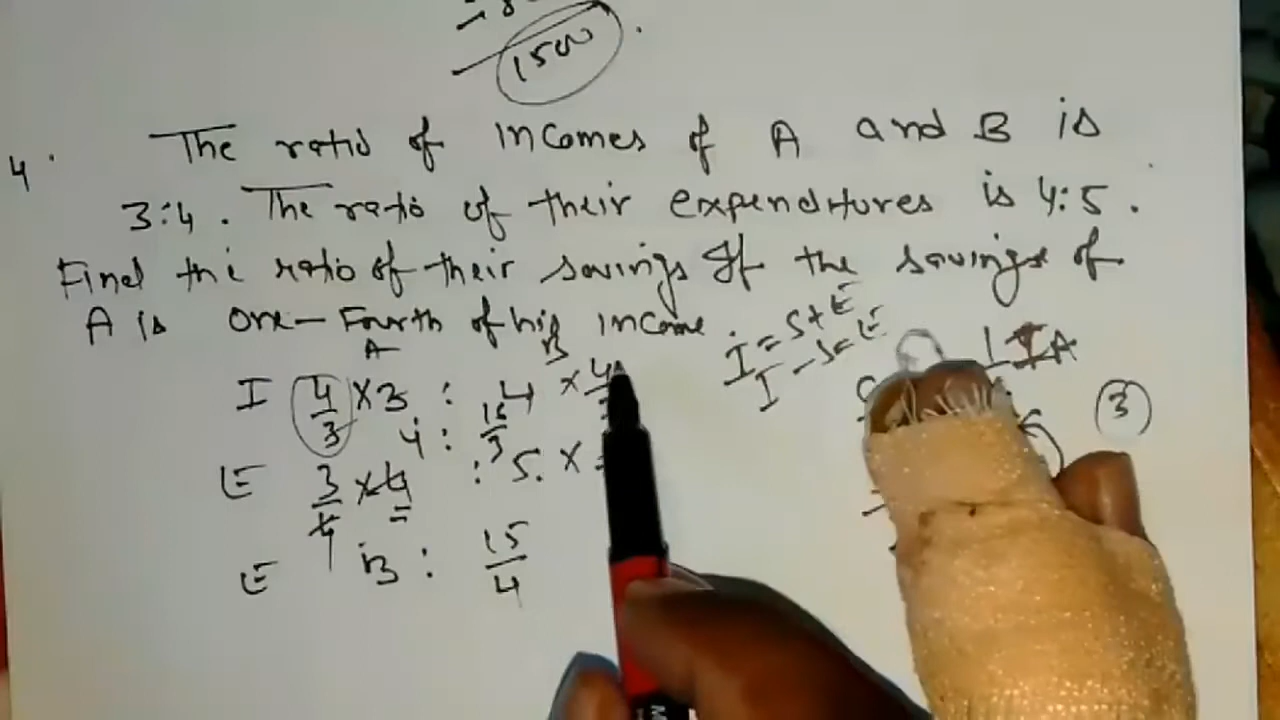 1500
4. The ratio of incomes of A and B is
3:4. The ratio of their expenditures is 4:5.
Find the ratio of their savings If the savings of
A is one-Fourth of his income.
I = S + E
I - S = E
A B
I 4/3 × 3 : 4 × 4
4 : 16/3
E 3/4 × 4 : 5. ×
E 3 : 15/4
A
3